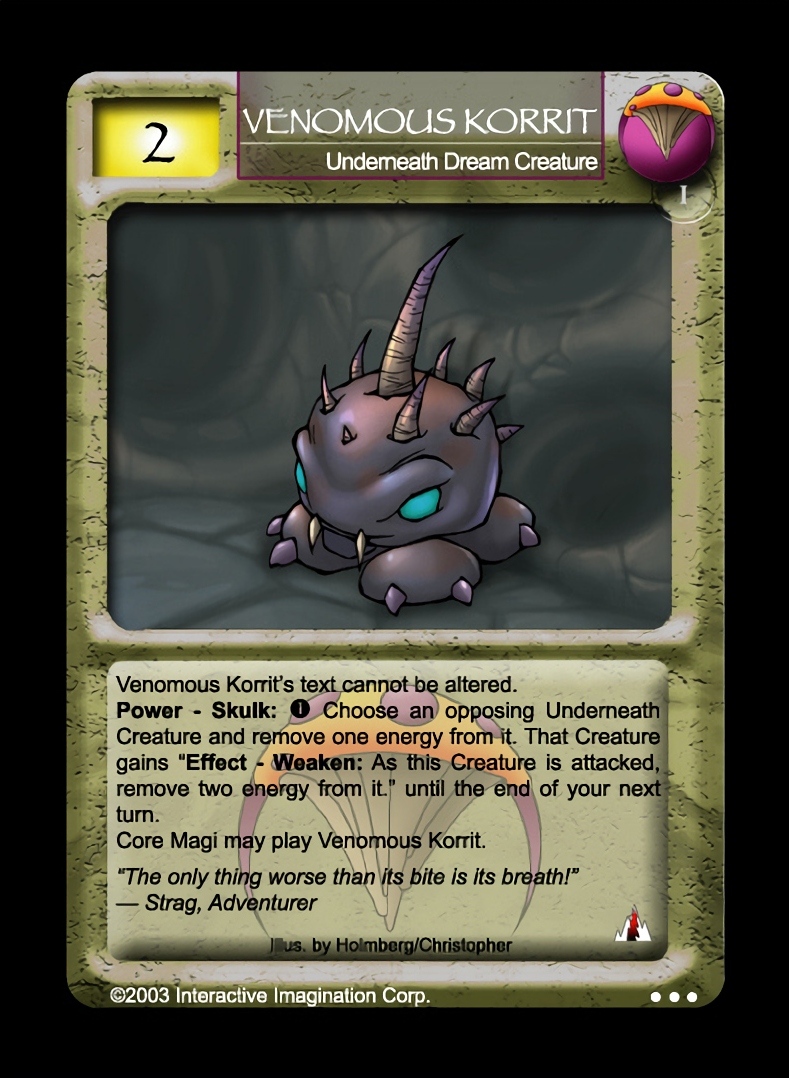 2
VENOMOUS KORRIT
Underneath Dream Creature
I
Venomous Korrit's text cannot be altered.
Power - Skulk: ❶ Choose an opposing Underneath
Creature and remove one energy from it. That Creature
gains "Effect - Weaken: As this Creature is attacked,
remove two energy from it." until the end of your next
turn.
Core Magi may play Venomous Korrit.
"The only thing worse than its bite is its breath!"
— Strag, Adventurer
Illus. by Holmberg/Christopher
©2003 Interactive Imagination Corp.